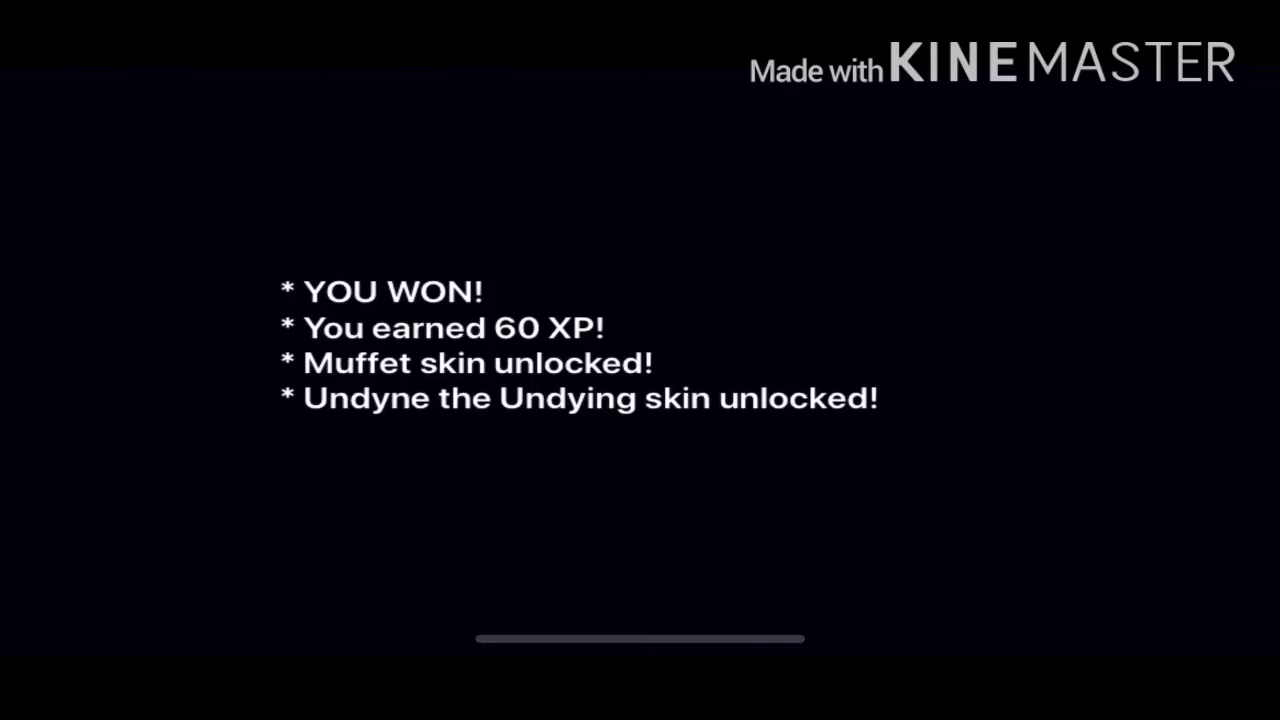 Made with KINEMASTER
* YOU WON!
* You earned 60 XP!
* Muffet skin unlocked!
* Undyne the Undying skin unlocked!